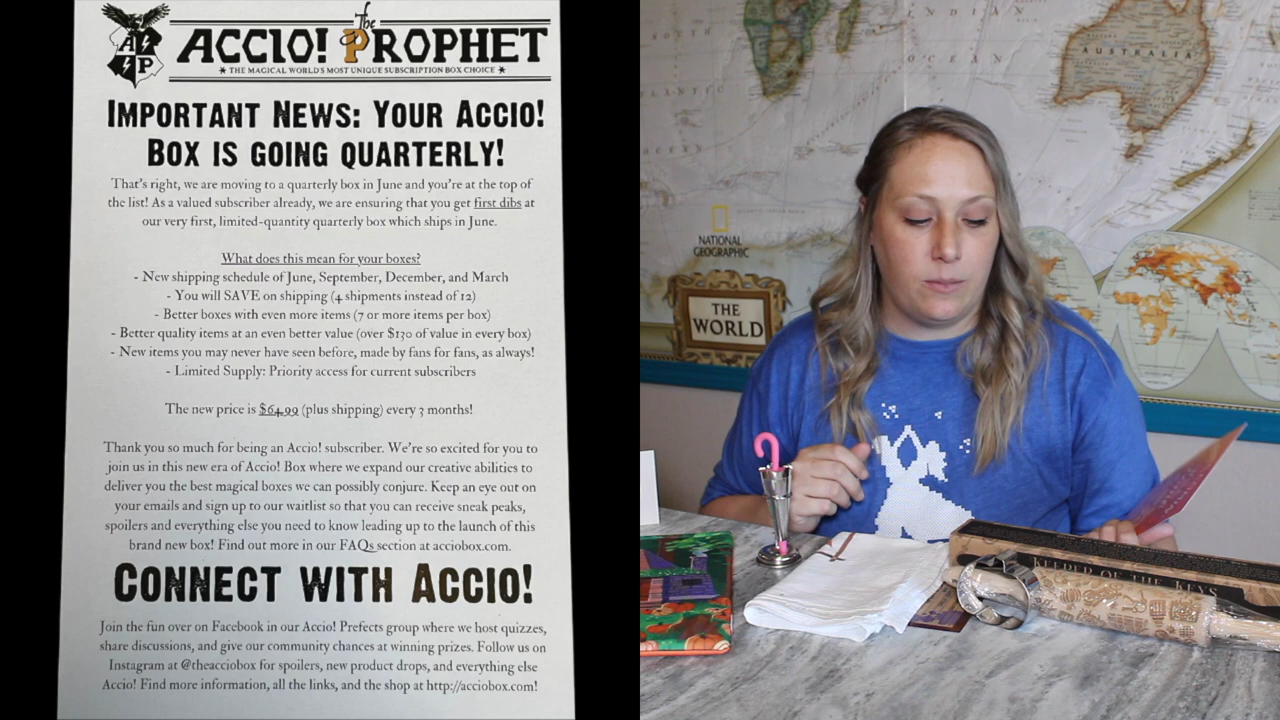 The
ACCIO! PROPHET
AP
★ THE MAGICAL WORLD'S MOST UNIQUE SUBSCRIPTION BOX CHOICE ★
IMPORTANT NEWS: YOUR ACCIO!
BOX IS GOING QUARTERLY!
That's right, we are moving to a quarterly box in June and you're at the top of
the list! As a valued subscriber already, we are ensuring that you get first dibs at
our very first, limited-quantity quarterly box which ships in June.
What does this mean for your boxes?
- New shipping schedule of June, September, December, and March
- You will SAVE on shipping (4 shipments instead of 12)
- Better boxes with even more items (7 or more items per box)
- Better quality items at an even better value (over $130 of value in every box)
- New items you may never have seen before, made by fans for fans, as always!
- Limited Supply: Priority access for current subscribers
The new price is $64.99 (plus shipping) every 3 months!
Thank you so much for being an Accio! subscriber. We're so excited for you to
join us in this new era of Accio! Box where we expand our creative abilities to
deliver you the best magical boxes we can possibly conjure. Keep an eye out on
your emails and sign up to our waitlist so that you can receive sneak peaks,
spoilers and everything else you need to know leading up to the launch of this
brand new box! Find out more in our FAQs section at acciobox.com.
CONNECT WITH ACCIO!
Join the fun over on Facebook in our Accio! Prefects group where we host quizzes,
share discussions, and give our community chances at winning prizes. Follow us on
Instagram at @theacciobox for spoilers, new product drops, and everything else
Accio! Find more information, all the links, and the shop at http://acciobox.com!
INDIAN
OCEAN
SOUTH
ATLANTIC
OCEAN
AUSTRALIA
NATIONAL
GEOGRAPHIC
THE
WORLD
KEEPER OF THE KEYS